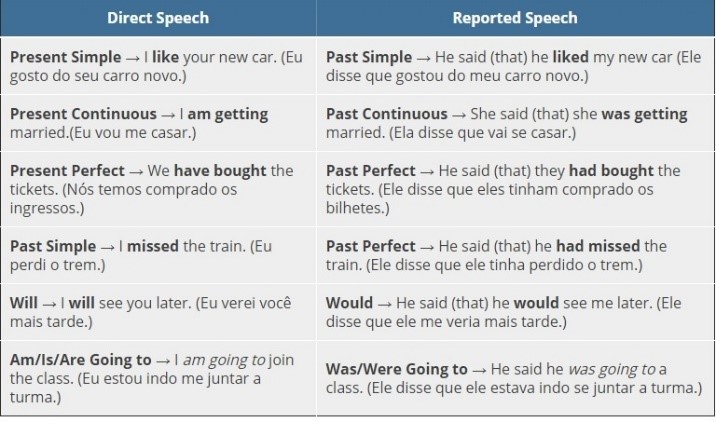 Direct Speech
Reported Speech
Present Simple → I like your new car. (Eu
gosto do seu carro novo.)
Past Simple → He said (that) he liked my new car (Ele
disse que gostou do meu carro novo.)
Present Continuous → I am getting
married.(Eu vou me casar.)
Past Continuous → She said (that) she was getting
married. (Ela disse que vai se casar.)
Present Perfect → We have bought the
tickets. (Nós temos comprado os
ingressos.)
Past Perfect → He said (that) they had bought the
tickets. (Ele disse que eles tinham comprado os
bilhetes.)
Past Simple → I missed the train. (Eu
perdi o trem.)
Past Perfect → He said (that) he had missed the
train. (Ele disse que ele tinha perdido o trem.)
Will → I will see you later. (Eu verei você
mais tarde.)
Would → He said (that) he would see me later. (Ele
disse que ele me veria mais tarde.)
Am/Is/Are Going to → I am going to join
the class. (Eu estou indo me juntar a
turma.)
Was/Were Going to → He said he was going to a
class. (Ele disse que ele estava indo se juntar a turma.)